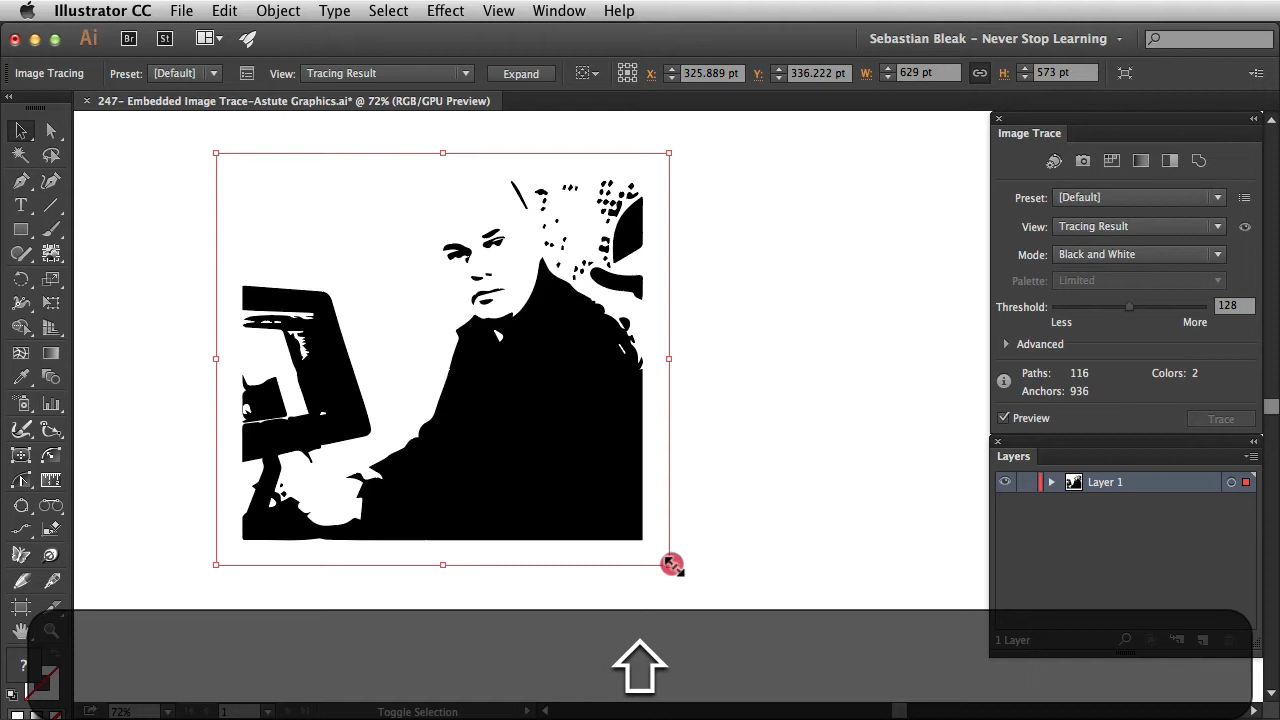 Illustrator CC File Edit Object Type Select Effect View Window Help
Ai Br St Sebastian Bleak – Never Stop Learning
Image Tracing Preset: [Default] View: Tracing Result Expand X: 325.889 pt Y: 336.222 pt W: 629 pt H: 573 pt
× 247- Embedded Image Trace-Astute Graphics.ai* @ 72% (RGB/GPU Preview)
Image Trace
Preset: [Default]
View: Tracing Result
Mode: Black and White
Palette: Limited
Threshold: 128
Less More
Advanced
Paths: 116 Colors: 2
Anchors: 936
Preview Trace
Layers
Layer 1
1 Layer
?
72% 1 Toggle Selection